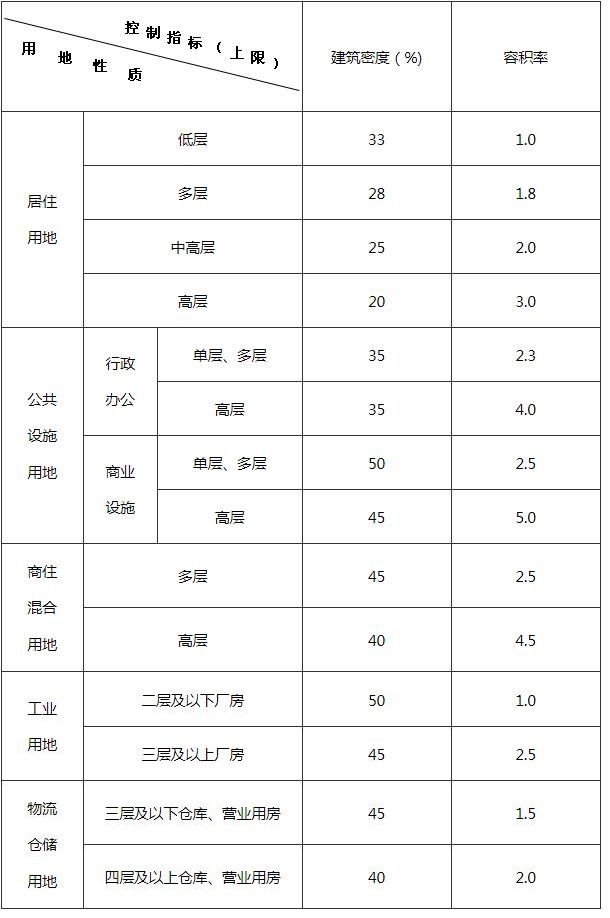 控制指标(上限)
用地性质
建筑密度(%)
容积率
居住
用地
低层
33
1.0
多层
28
1.8
中高层
25
2.0
高层
20
3.0
公共
设施
用地
行政
办公
单层、多层
35
2.3
高层
35
4.0
商业
设施
单层、多层
50
2.5
高层
45
5.0
商住
混合
用地
多层
45
2.5
高层
40
4.5
工业
用地
二层及以下厂房
50
1.0
三层及以上厂房
45
2.5
物流
仓储
用地
三层及以下仓库、营业用房
45
1.5
四层及以上仓库、营业用房
40
2.0